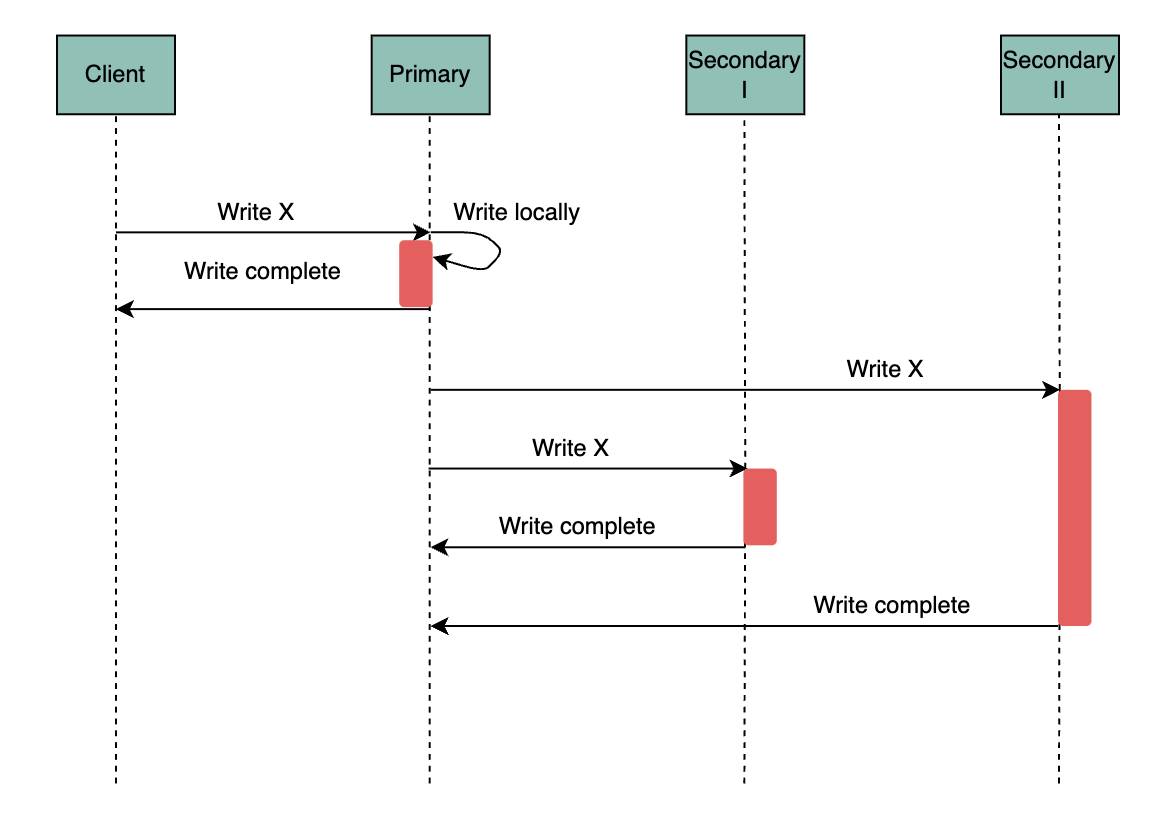 Client
Primary
Secondary
I
Secondary
II
Write X
Write locally
Write complete
Write X
Write X
Write complete
Write complete